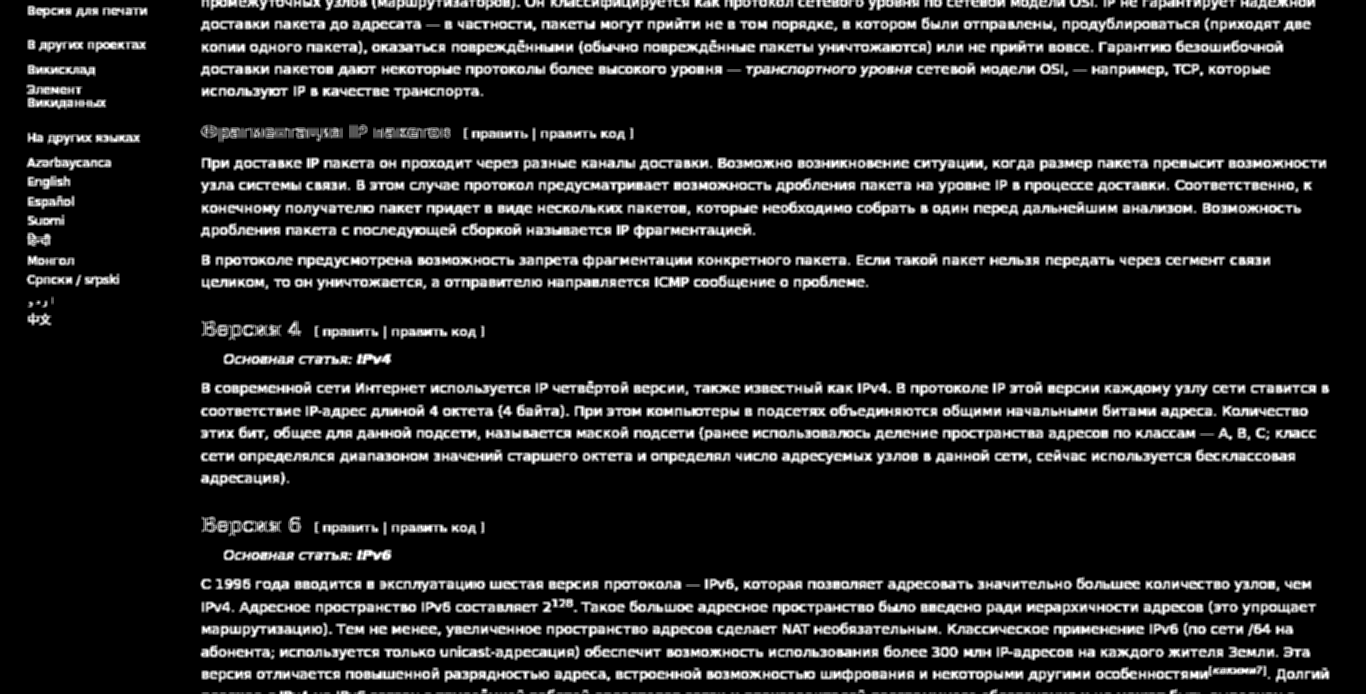 Версия для печати
В других проектах
Викисклад
Элемент
Викиданных
На других языках
Azərbaycanca
English
Español
Suomi
हिन्दी
Монгол
Српски / srpski
اردو
中文
промежуточных узлов (маршрутизаторов). Он классифицируется как протокол сетевого уровня по сетевой модели OSI. IP не гарантирует надёжной
доставки пакета до адресата — в частности, пакеты могут прийти не в том порядке, в котором были отправлены, продублироваться (приходят две
копии одного пакета), оказаться повреждёнными (обычно повреждённые пакеты уничтожаются) или не прийти вовсе. Гарантию безошибочной
доставки пакетов дают некоторые протоколы более высокого уровня — транспортного уровня сетевой модели OSI, — например, TCP, которые
используют IP в качестве транспорта.
Фрагментация IP пакетов [ править | править код ]
При доставке IP пакета он проходит через разные каналы доставки. Возможно возникновение ситуации, когда размер пакета превысит возможности
узла системы связи. В этом случае протокол предусматривает возможность дробления пакета на уровне IP в процессе доставки. Соответственно, к
конечному получателю пакет придет в виде нескольких пакетов, которые необходимо собрать в один перед дальнейшим анализом. Возможность
дробления пакета с последующей сборкой называется IP фрагментацией.
В протоколе предусмотрена возможность запрета фрагментации конкретного пакета. Если такой пакет нельзя передать через сегмент связи
целиком, то он уничтожается, а отправителю направляется ICMP сообщение о проблеме.
Версия 4 [ править | править код ]
Основная статья: IPv4
В современной сети Интернет используется IP четвёртой версии, также известный как IPv4. В протоколе IP этой версии каждому узлу сети ставится в
соответствие IP-адрес длиной 4 октета (4 байта). При этом компьютеры в подсетях объединяются общими начальными битами адреса. Количество
этих бит, общее для данной подсети, называется маской подсети (ранее использовалось деление пространства адресов по классам — A, B, C; класс
сети определялся диапазоном значений старшего октета и определял число адресуемых узлов в данной сети, сейчас используется бесклассовая
адресация).
Версия 6 [ править | править код ]
Основная статья: IPv6
С 1996 года вводится в эксплуатацию шестая версия протокола — IPv6, которая позволяет адресовать значительно большее количество узлов, чем
IPv4. Адресное пространство IPv6 составляет 2¹²⁸. Такое большое адресное пространство было введено ради иерархичности адресов (это упрощает
маршрутизацию). Тем не менее, увеличенное пространство адресов сделает NAT необязательным. Классическое применение IPv6 (по сети /64 на
абонента; используется только unicast-адресация) обеспечит возможность использования более 300 млн IP-адресов на каждого жителя Земли. Эта
версия отличается повышенной разрядностью адреса, встроенной возможностью шифрования и некоторыми другими особенностями[какими?]. Долгий